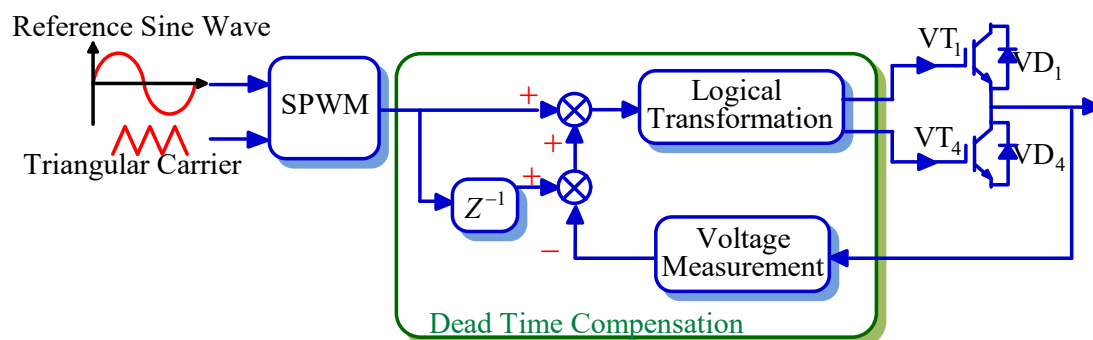 Reference Sine Wave
Triangular Carrier
SPWM
+
+
+
−
Z⁻¹
Logical
Transformation
Voltage
Measurement
Dead Time Compensation
VT₁
VD₁
VT₄
VD₄